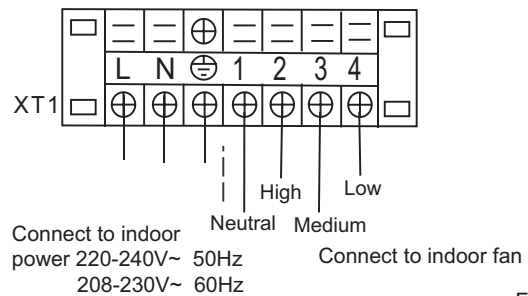 L N 1 2 3 4
XT1
High
Low
Neutral
Medium
Connect to indoor
power 220-240V~ 50Hz
208-230V~ 60Hz
Connect to indoor fan